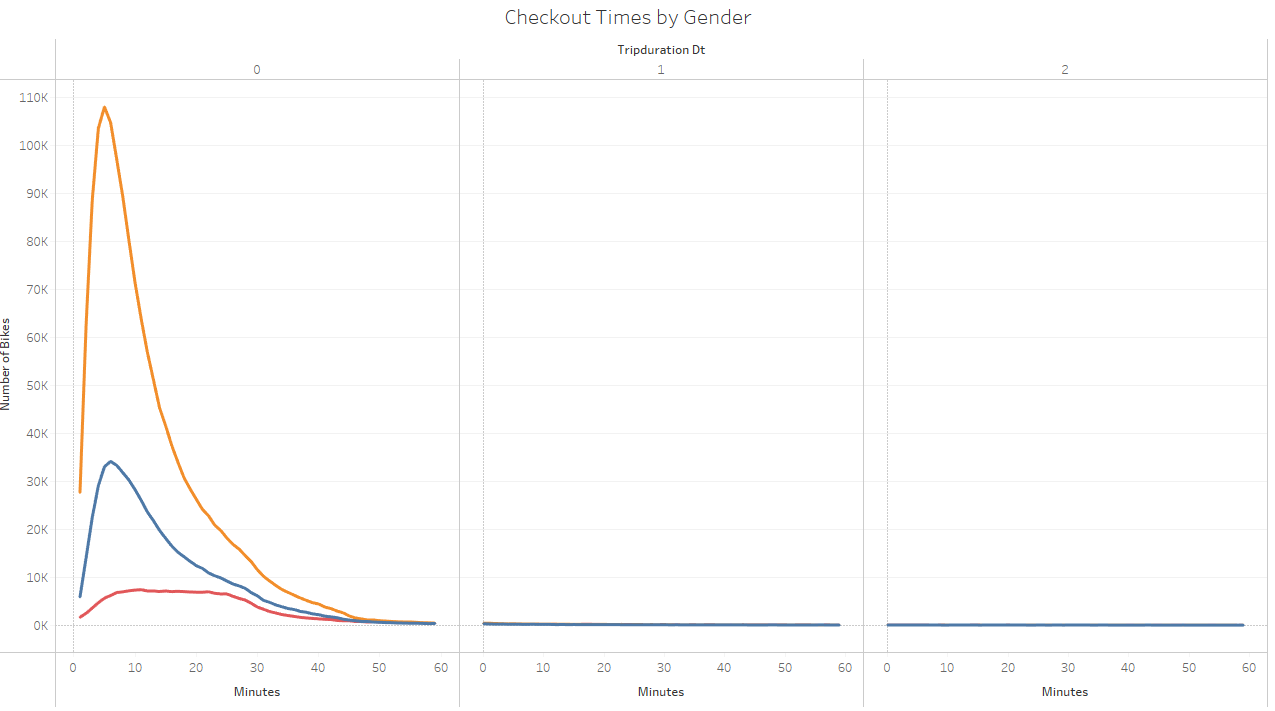 Checkout Times by Gender
Tripduration Dt
0 1 2
110K
100K
90K
80K
70K
60K
50K
40K
30K
20K
10K
0K
Number of Bikes
0 10 20 30 40 50 60 0 10 20 30 40 50 60 0 10 20 30 40 50 60
Minutes Minutes Minutes